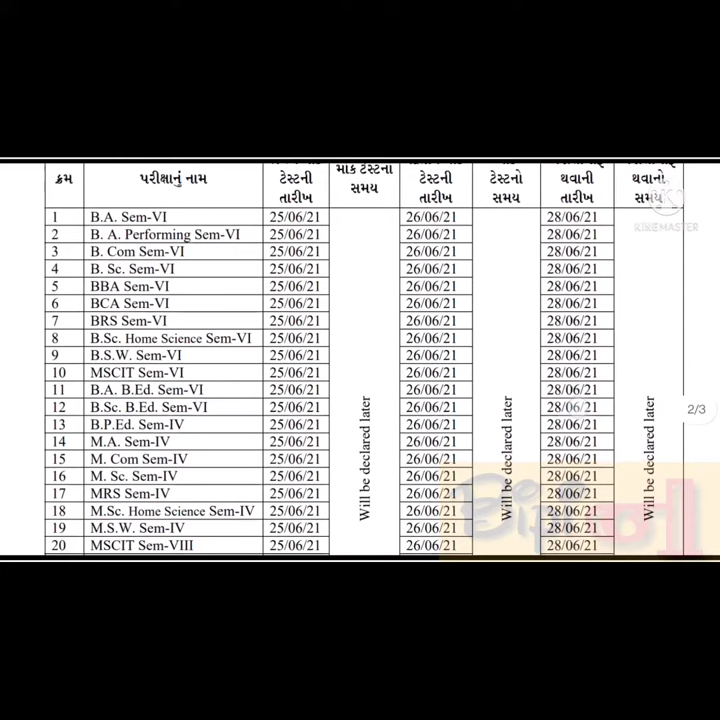 ક્રમ પરીક્ષાનું નામ ટેસ્ટની તારીખ મોક ટેસ્ટના સમય ટેસ્ટની તારીખ ટેસ્ટનો સમય થવાની તારીખ થવાનો સમય
1 B.A. Sem-VI 25/06/21 26/06/21 28/06/21
2 B. A. Performing Sem-VI 25/06/21 26/06/21 28/06/21
3 B. Com Sem-VI 25/06/21 26/06/21 28/06/21
4 B. Sc. Sem-VI 25/06/21 26/06/21 28/06/21
5 BBA Sem-VI 25/06/21 26/06/21 28/06/21
6 BCA Sem-VI 25/06/21 26/06/21 28/06/21
7 BRS Sem-VI 25/06/21 26/06/21 28/06/21
8 B.Sc. Home Science Sem-VI 25/06/21 26/06/21 28/06/21
9 B.S.W. Sem-VI 25/06/21 26/06/21 28/06/21
10 MSCIT Sem-VI 25/06/21 26/06/21 28/06/21
11 B.A. B.Ed. Sem-VI 25/06/21 26/06/21 28/06/21
12 B.Sc. B.Ed. Sem-VI 25/06/21 26/06/21 28/06/21
13 B.P.Ed. Sem-IV 25/06/21 26/06/21 28/06/21
14 M.A. Sem-IV 25/06/21 26/06/21 28/06/21
15 M. Com Sem-IV 25/06/21 26/06/21 28/06/21
16 M. Sc. Sem-IV 25/06/21 26/06/21 28/06/21
17 MRS Sem-IV 25/06/21 26/06/21 28/06/21
18 M.Sc. Home Science Sem-IV 25/06/21 26/06/21 28/06/21
19 M.S.W. Sem-IV 25/06/21 26/06/21 28/06/21
20 MSCIT Sem-VIII 25/06/21 26/06/21 28/06/21
Will be declared later
Will be declared later
Will be declared later
2/3
KINEMASTER